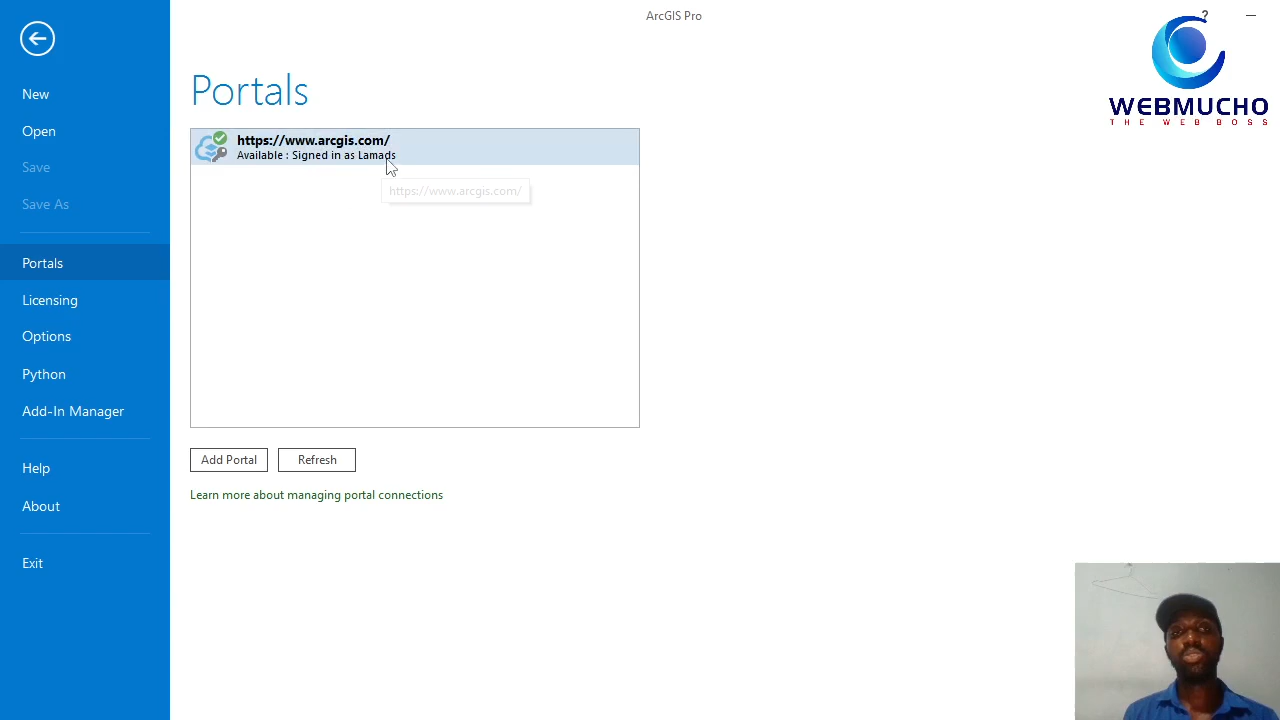 ArcGIS Pro
?
WEBMUCHO
THE WEB BOSS
New
Open
Save
Save As
Portals
Licensing
Options
Python
Add-In Manager
Help
About
Exit
Portals
https://www.arcgis.com/
Available : Signed in as Lamads
https://www.arcgis.com/
Add Portal
Refresh
Learn more about managing portal connections